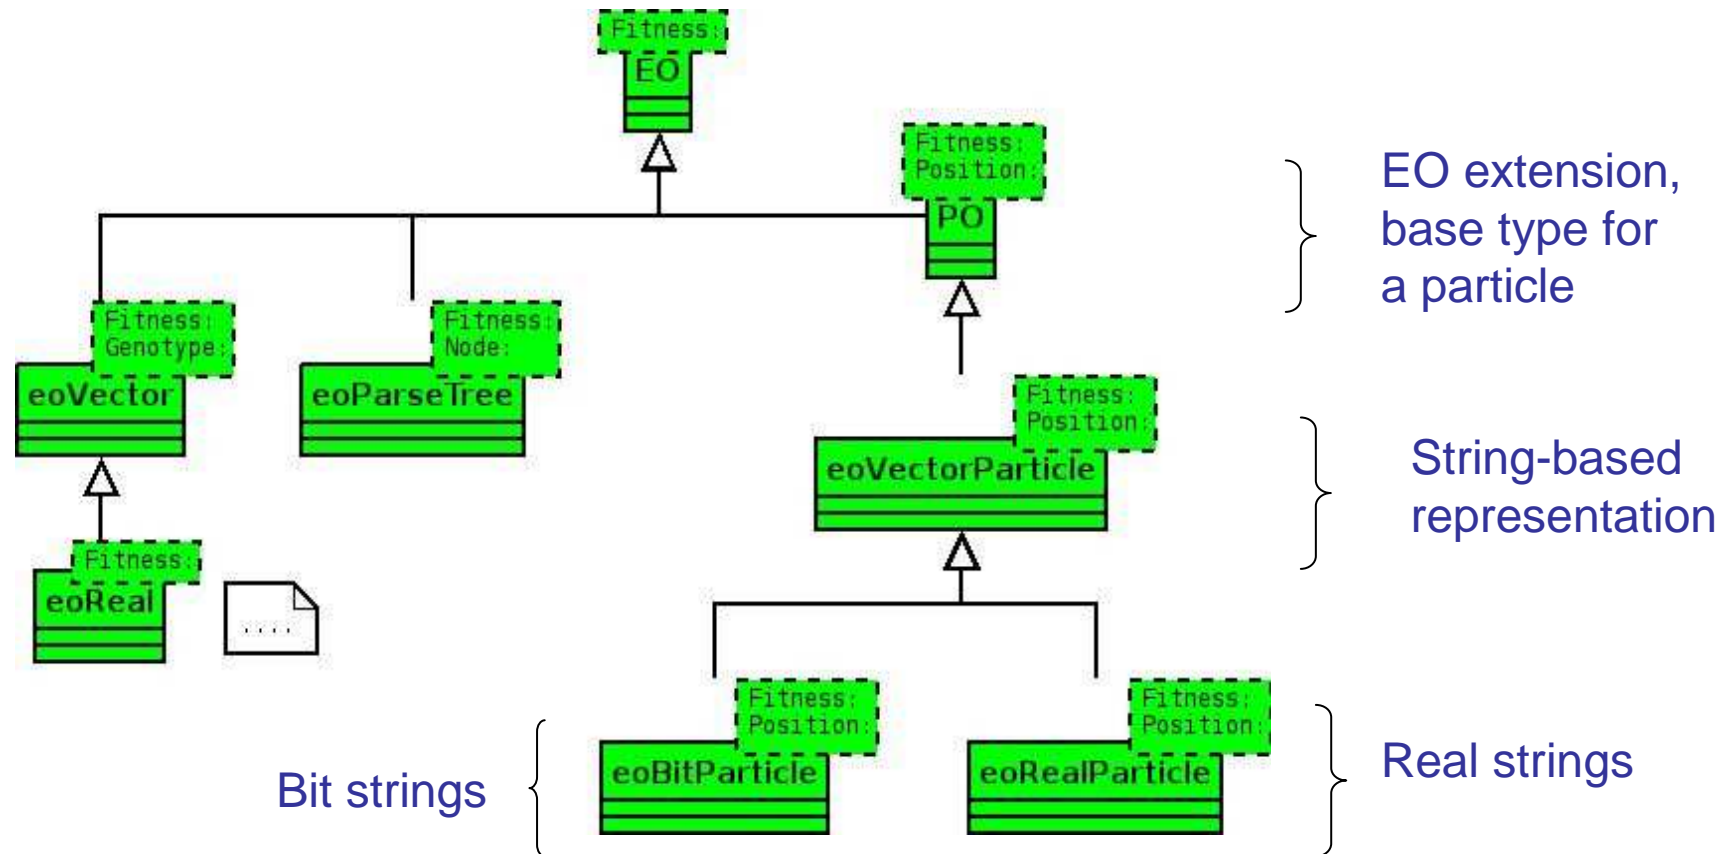 Fitness:
EO
Fitness:
Position:
PO
EO extension,
base type for
a particle
Fitness:
Genotype:
eoVector
Fitness:
Node:
eoParseTree
Fitness:
Position:
eoVectorParticle
String-based
representation
Fitness:
eoReal
....
Fitness:
Position:
eoBitParticle
Bit strings
Fitness:
Position:
eoRealParticle
Real strings